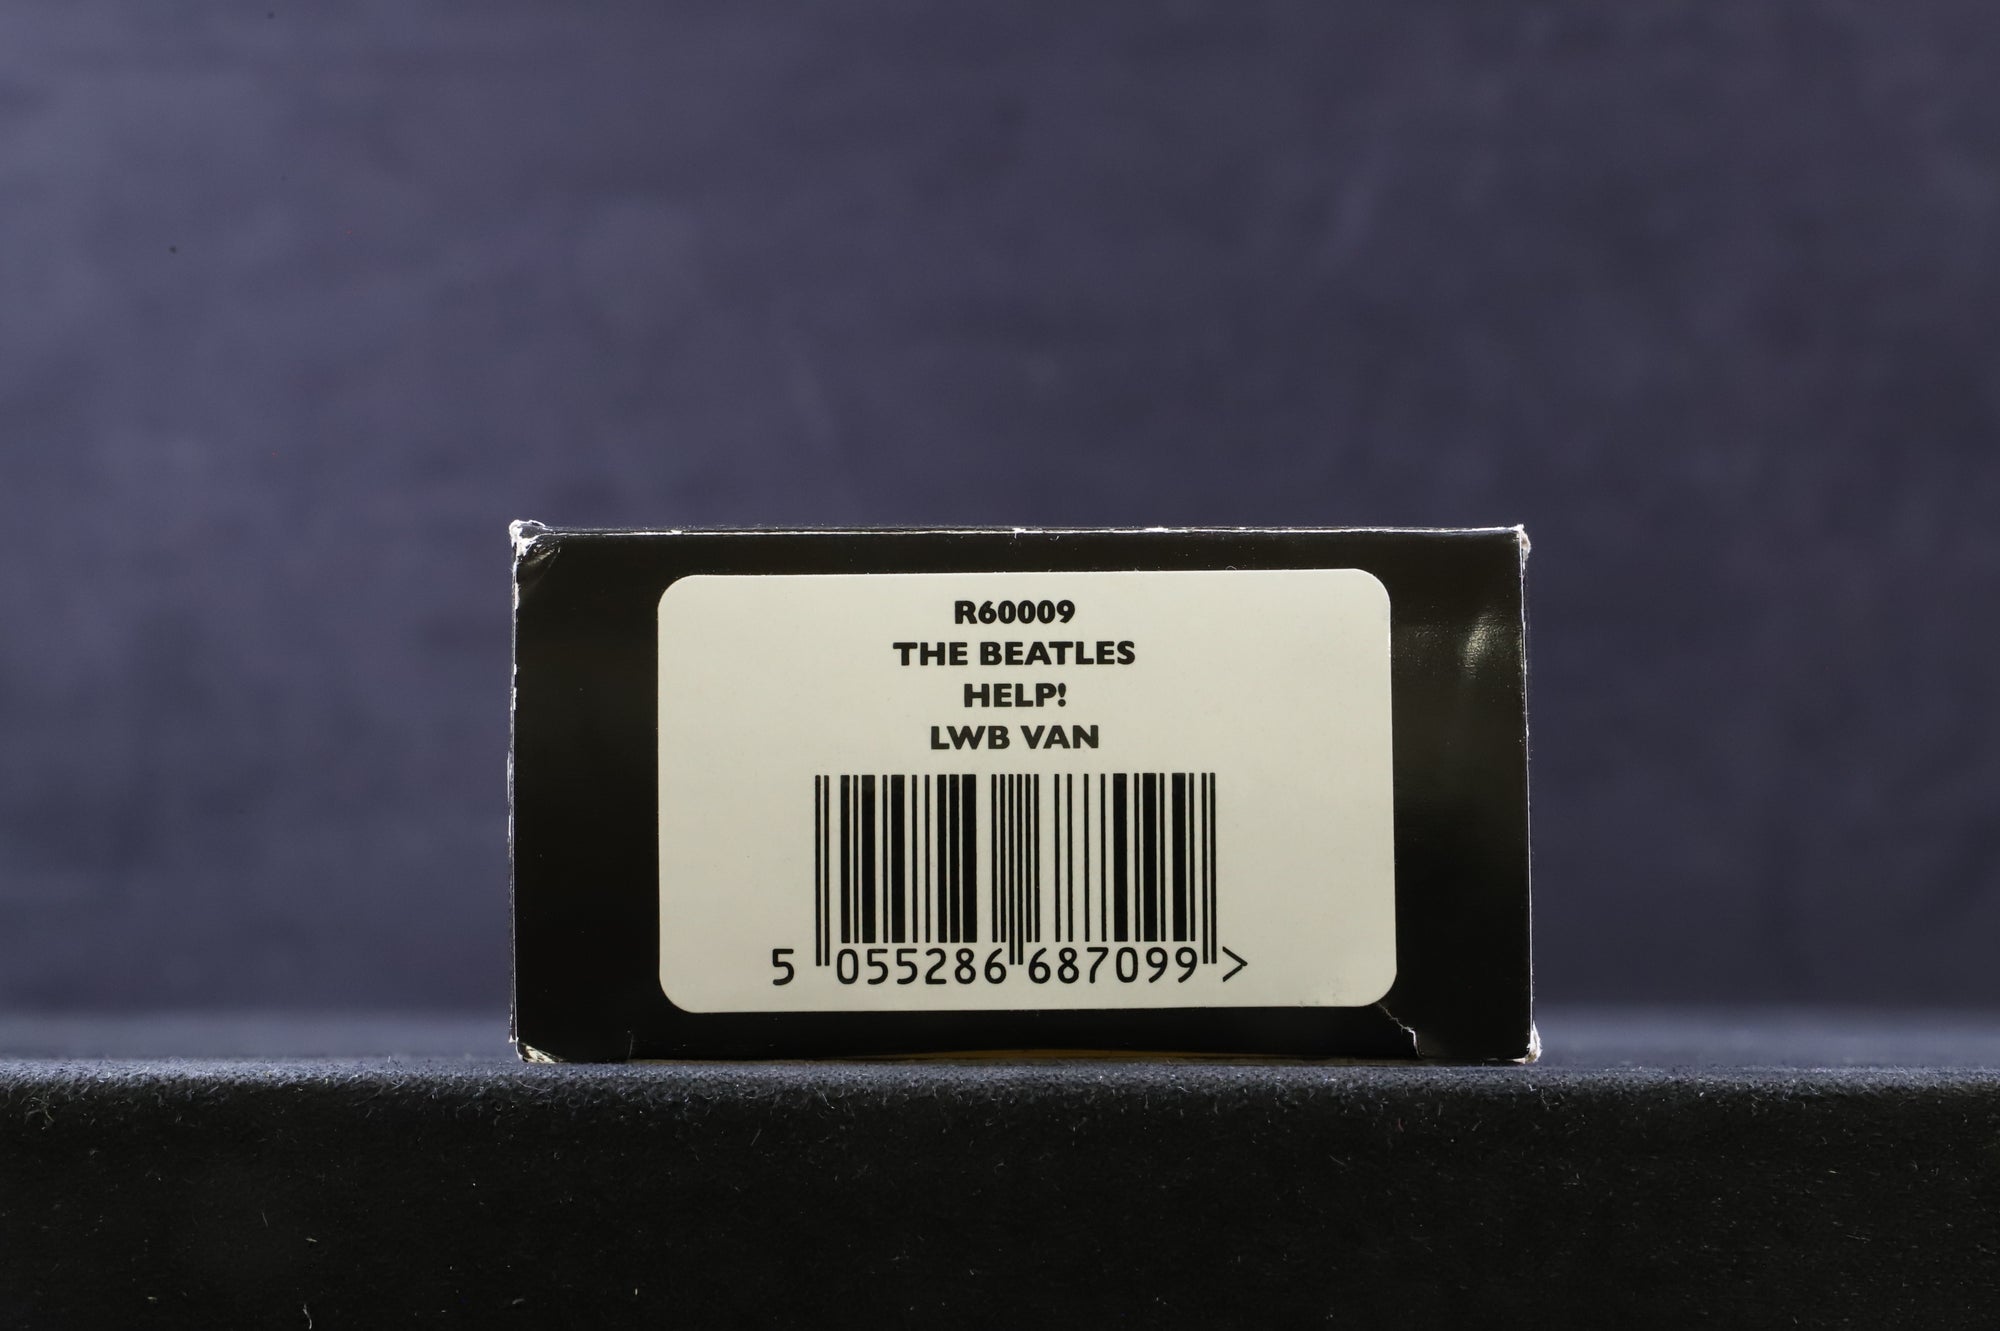 R60009
THE BEATLES
HELP!
LWB VAN
5 055286 687099 >